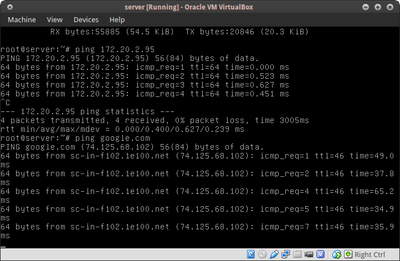 server [Running] - Oracle VM VirtualBox
Machine View Devices Help
RX bytes:55885 (54.5 KiB) TX bytes:20846 (20.3 KiB)
root@server:~# ping 172.20.2.95
PING 172.20.2.95 (172.20.2.95) 56(84) bytes of data.
64 bytes from 172.20.2.95: icmp_req=1 ttl=64 time=0.000 ms
64 bytes from 172.20.2.95: icmp_req=2 ttl=64 time=0.523 ms
64 bytes from 172.20.2.95: icmp_req=3 ttl=64 time=0.627 ms
64 bytes from 172.20.2.95: icmp_req=4 ttl=64 time=0.451 ms
^C
--- 172.20.2.95 ping statistics ---
4 packets transmitted, 4 received, 0% packet loss, time 3005ms
rtt min/avg/max/mdev = 0.000/0.400/0.627/0.239 ms
root@server:~# ping google.com
PING google.com (74.125.68.102) 56(84) bytes of data.
64 bytes from sc-in-f102.1e100.net (74.125.68.102): icmp_req=1 ttl=46 time=49.0
ms
64 bytes from sc-in-f102.1e100.net (74.125.68.102): icmp_req=2 ttl=46 time=37.8
ms
64 bytes from sc-in-f102.1e100.net (74.125.68.102): icmp_req=4 ttl=46 time=65.2
ms
64 bytes from sc-in-f102.1e100.net (74.125.68.102): icmp_req=5 ttl=46 time=34.9
ms
64 bytes from sc-in-f102.1e100.net (74.125.68.102): icmp_req=7 ttl=46 time=35.9
ms
Right Ctrl